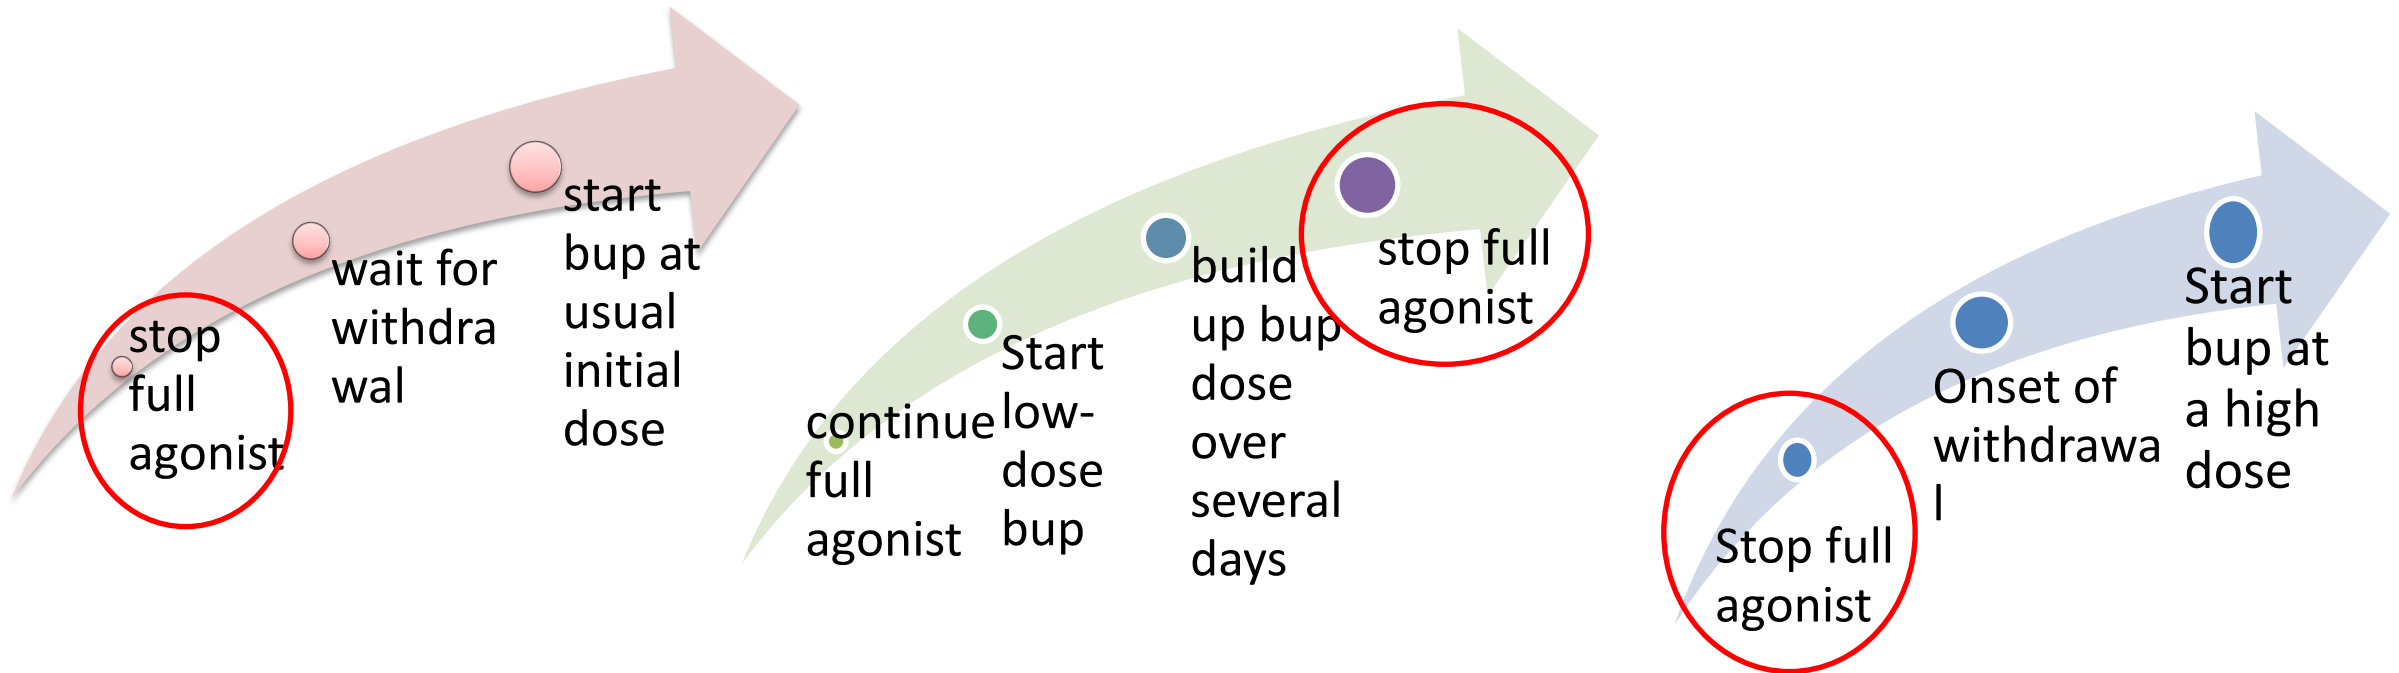 stop
full
agonist
wait for
withdra
wal
start
bup at
usual
initial
dose
continue
full
agonist
Start
low-
dose
bup
build
up bup
dose
over
several
days
stop full
agonist
Stop full
agonist
Onset of
withdrawa
l
Start
bup at
a high
dose